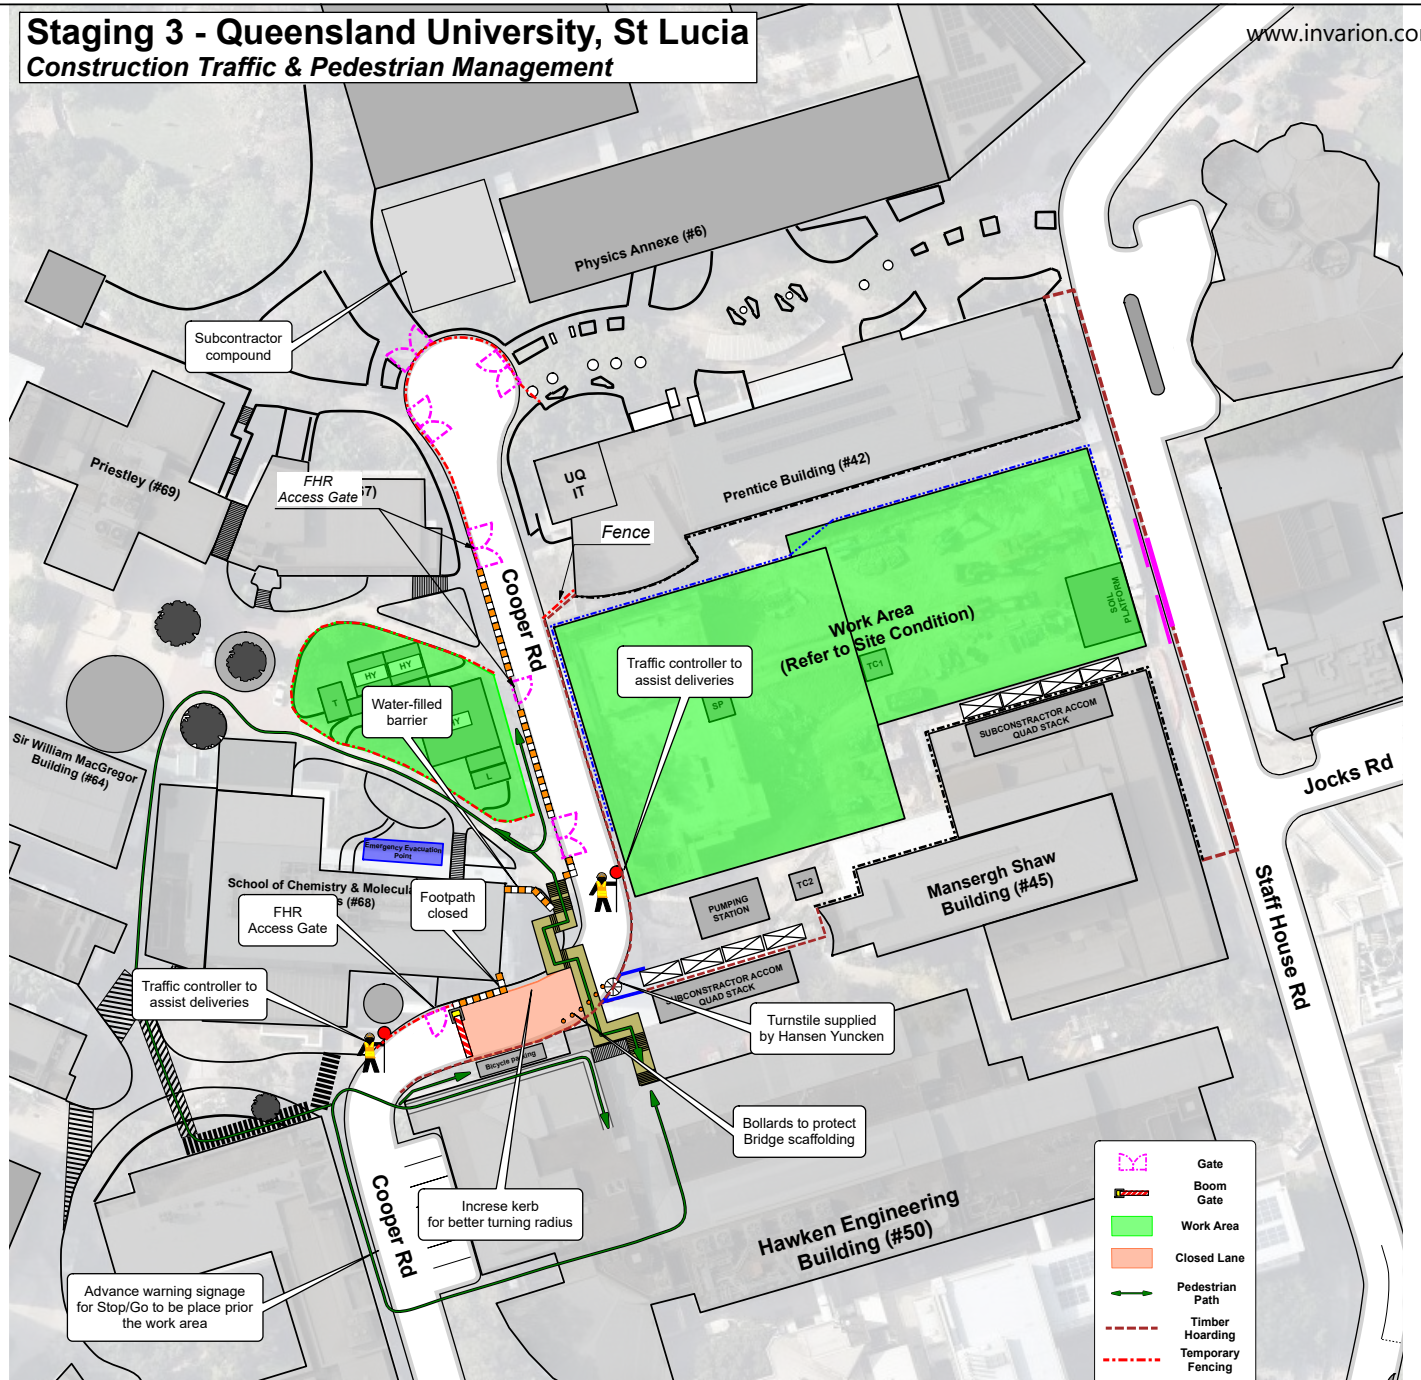 Staging 3 - Queensland University, St Lucia
Construction Traffic & Pedestrian Management
www.invarion.co
Physics Annexe (#6)
Subcontractor
compound
Priestley (#69)
FHR
Access Gate
7)
UQ
IT
Prentice Building (#42)
Fence
Cooper Rd
Work Area
(Refer to Site Condition)
SOIL
PLATFORM
TC1
SP
Traffic controller to
assist deliveries
HY
HY
HY
T
L
Water-filled
barrier
SUBCONSTRACTOR ACCOM
QUAD STACK
Jocks Rd
Sir William MacGregor
Building (#64)
Emergency Evacuation
Point
School of Chemistry & Molecula
s (#68)
Footpath
closed
FHR
Access Gate
Mansergh Shaw
Building (#45)
TC2
PUMPING
STATION
Staff House Rd
Traffic controller to
assist deliveries
SUBCONSTRACTOR ACCOM
QUAD STACK
Turnstile supplied
by Hansen Yuncken
Bicycle parking
Bollards to protect
Bridge scaffolding
Increse kerb
for better turning radius
Cooper Rd
Hawken Engineering
Building (#50)
Advance warning signage
for Stop/Go to be place prior
the work area
Gate
Boom
Gate
Work Area
Closed Lane
Pedestrian
Path
Timber
Hoarding
Temporary
Fencing